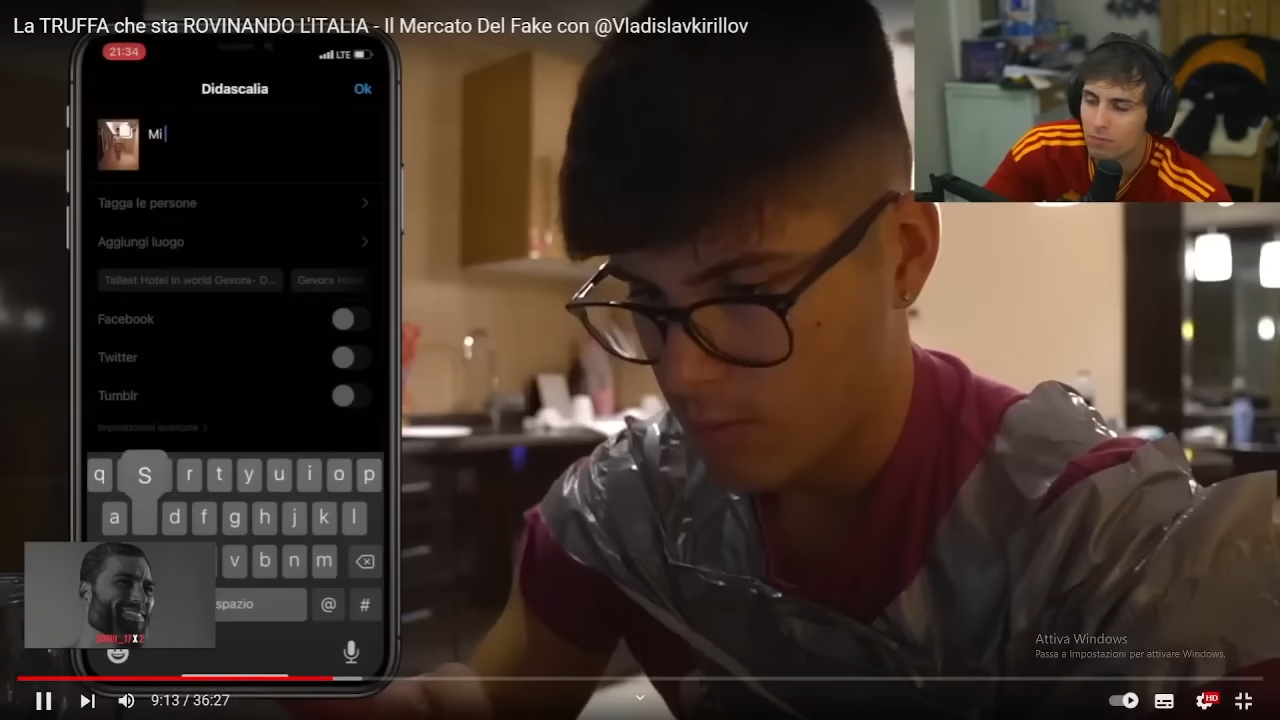 La TRUFFA che sta ROVINANDO L'ITALIA - Il Mercato Del Fake con @Vladislavkirillov
21:34
LTE
Didascalia
Ok
Mi
Tagga le persone
Aggiungi luogo
Tallest Hotel in world Gevora- D...
Gevora
Facebook
Twitter
Tumblr
Impostazioni avanzate
q S r t y u i o p
a d f g h j k l
v b n m
spazio @ #
Attiva Windows
Passa a Impostazioni per attivare Windows.
9:13 / 36:27
HD